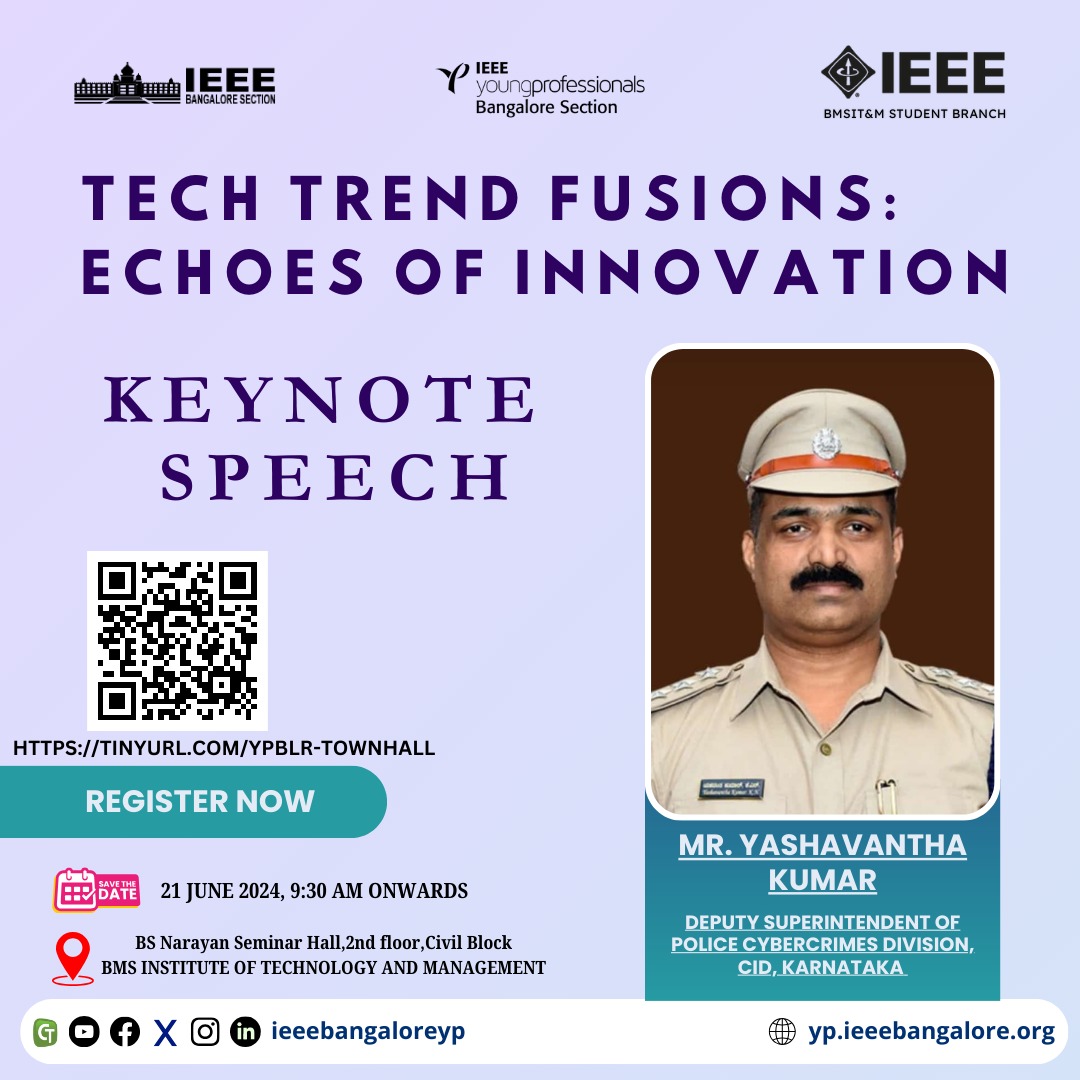 IEEE
BANGALORE SECTION
IEEE
youngprofessionals
Bangalore Section
IEEE
BMSIT&M STUDENT BRANCH
TECH TREND FUSIONS:
ECHOES OF INNOVATION
KEYNOTE
SPEECH
HTTPS://TINYURL.COM/YPBLR-TOWNHALL
REGISTER NOW
SAVE THE
DATE
21 JUNE 2024, 9:30 AM ONWARDS
BS Narayan Seminar Hall,2nd floor,Civil Block
BMS INSTITUTE OF TECHNOLOGY AND MANAGEMENT
MR. YASHAVANTHA
KUMAR
DEPUTY SUPERINTENDENT OF
POLICE CYBERCRIMES DIVISION,
CID, KARNATAKA
ieeebangaloreyp
yp.ieeebangalore.org